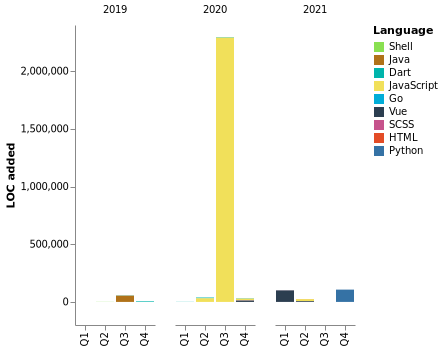 2019 2020 2021
LOC added
2,000,000
1,500,000
1,000,000
500,000
0
Q1 Q2 Q3 Q4 Q1 Q2 Q3 Q4 Q1 Q2 Q3 Q4
Language
Shell
Java
Dart
JavaScript
Go
Vue
SCSS
HTML
Python